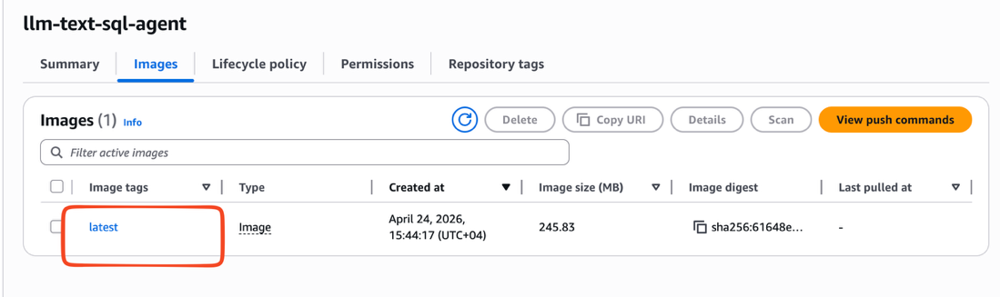 llm-text-sql-agent
Summary Images Lifecycle policy Permissions Repository tags
Images (1) Info Delete Copy URI Details Scan View push commands
Filter active images
Image tags Type Created at Image size (MB) Image digest Last pulled at
latest Image April 24, 2026, 245.83 sha256:61648e... -
15:44:17 (UTC+04)